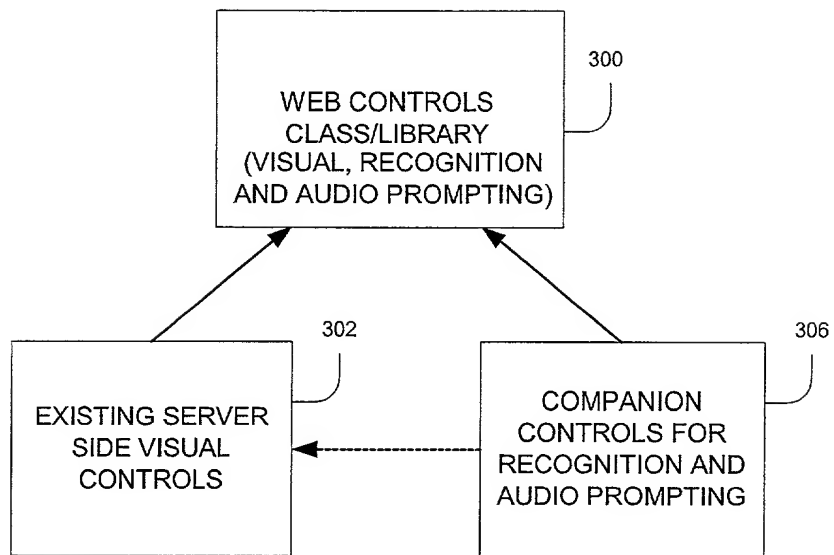 300
WEB CONTROLS
CLASS/LIBRARY
(VISUAL, RECOGNITION
AND AUDIO PROMPTING)
302
EXISTING SERVER
SIDE VISUAL
CONTROLS
306
COMPANION
CONTROLS FOR
RECOGNITION AND
AUDIO PROMPTING